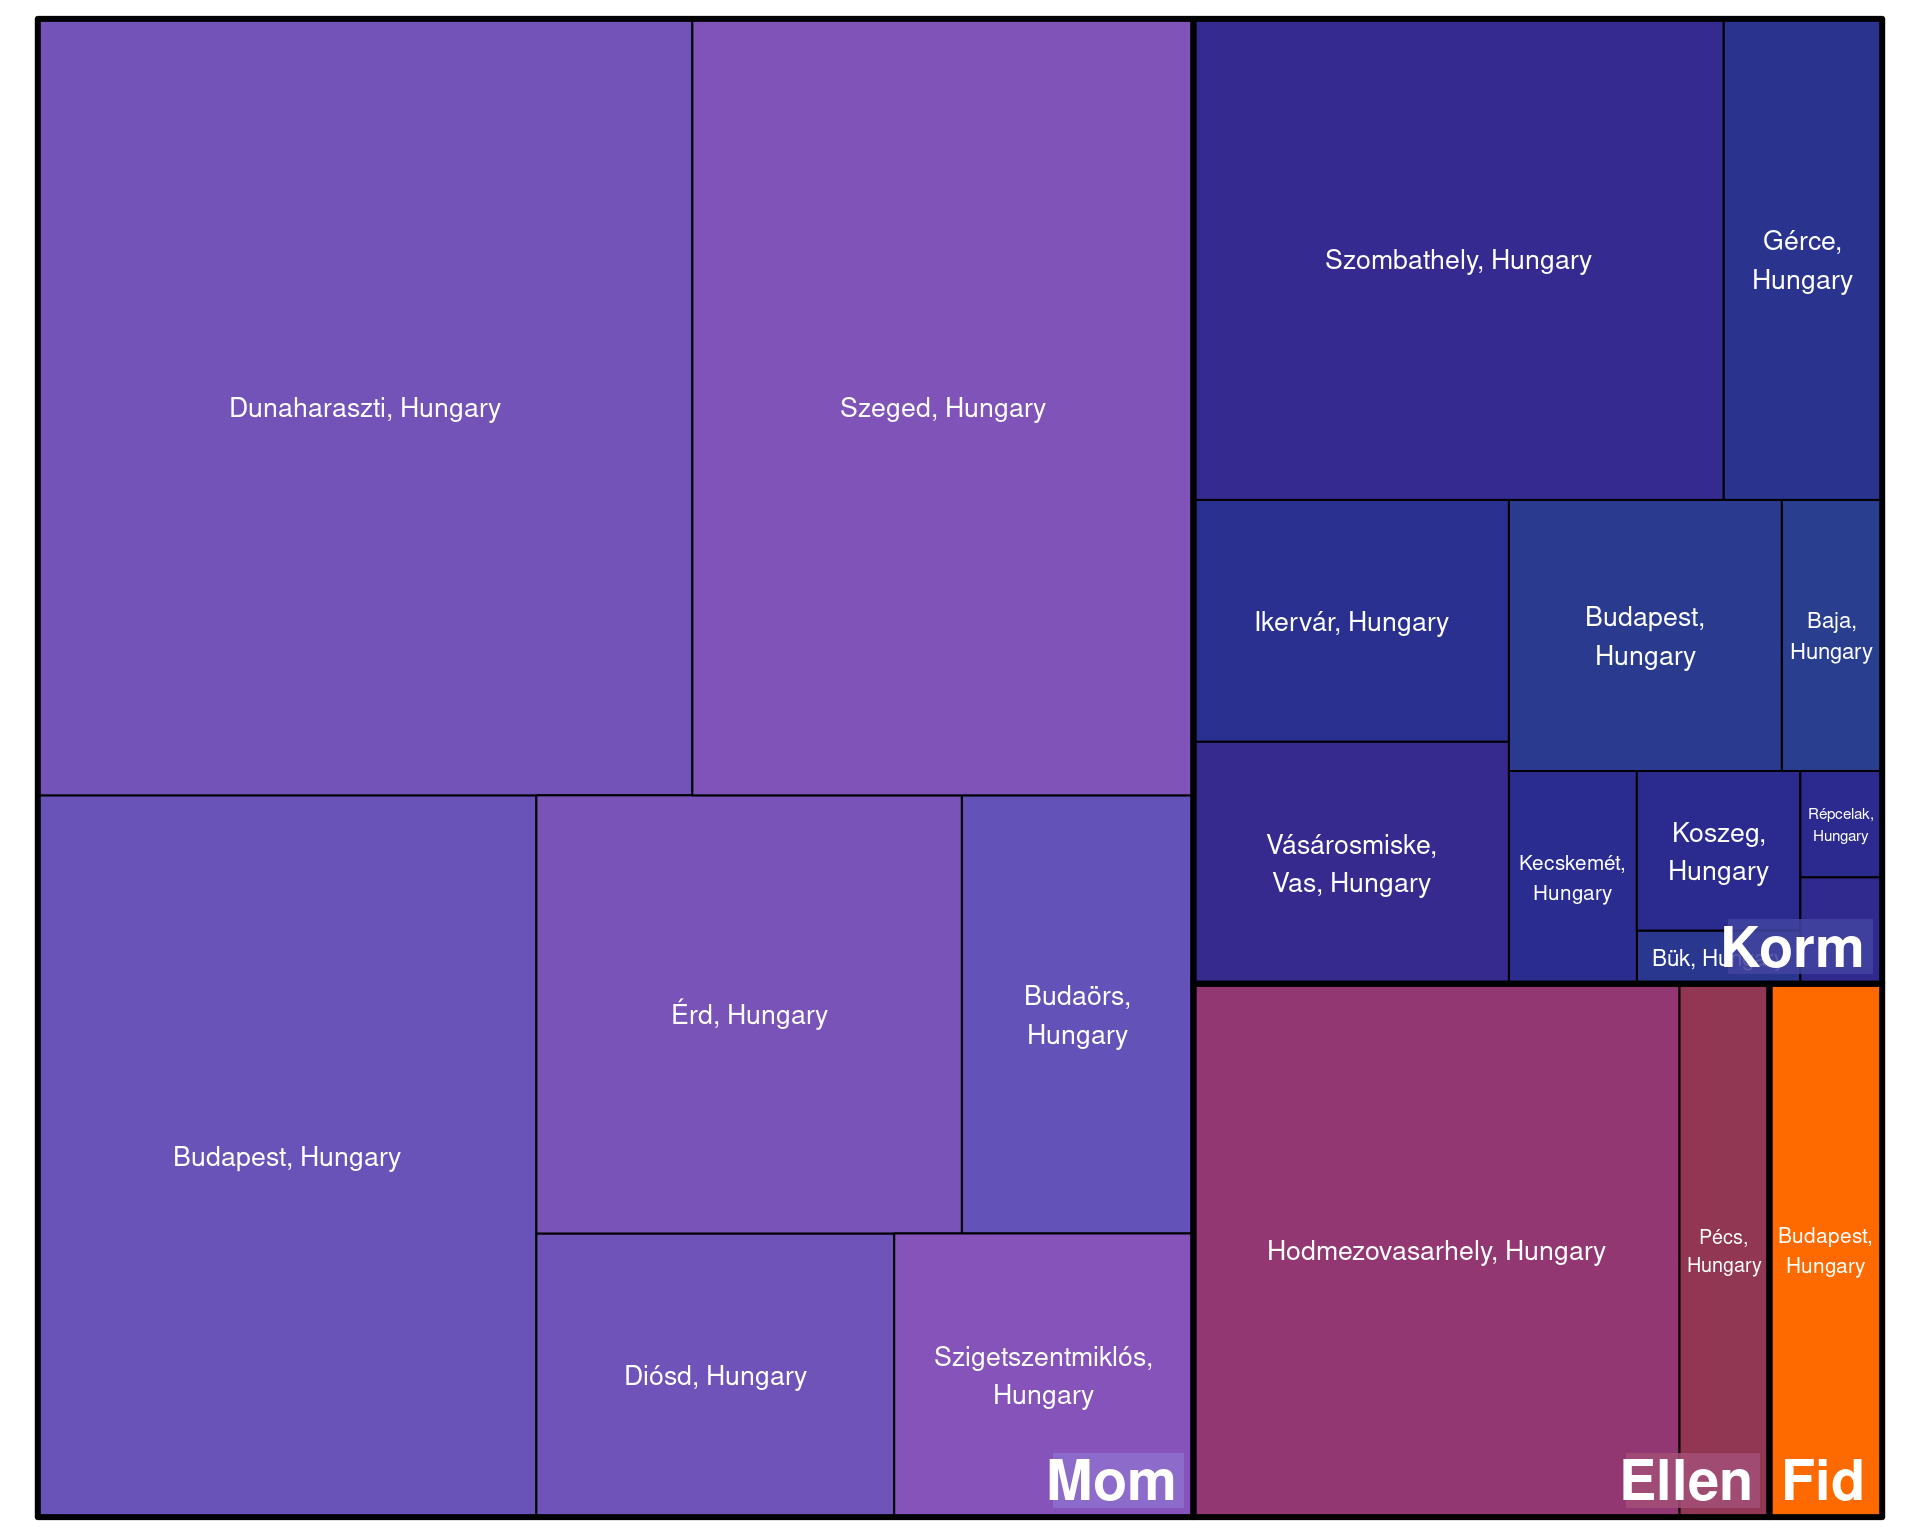 Dunaharaszti, Hungary
Szeged, Hungary
Budapest, Hungary
Érd, Hungary
Budaörs,
Hungary
Diósd, Hungary
Szigetszentmiklós,
Hungary
Mom
Szombathely, Hungary
Gérce,
Hungary
Ikervár, Hungary
Budapest,
Hungary
Baja,
Hungary
Vásárosmiske,
Vas, Hungary
Kecskemét,
Hungary
Koszeg,
Hungary
Répcelak,
Hungary
Bük,
Korm
Hodmezovasarhely, Hungary
Pécs,
Hungary
Ellen
Budapest,
Hungary
Fid